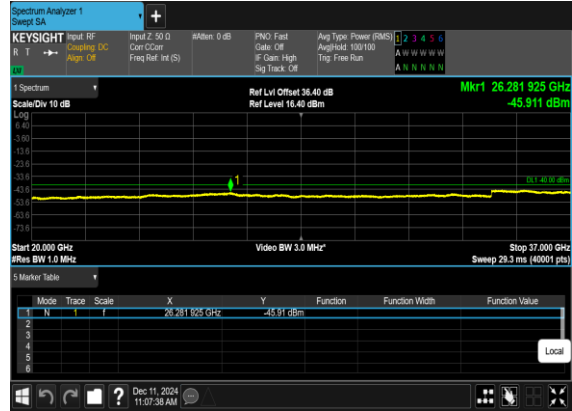 Spectrum Analyzer 1
Swept SA
+
KEYSIGHT Input: RF Input Z: 50 Ω #Atten: 0 dB PNO: Fast Avg Type: Power (RMS) 1 2 3 4 5 6
R T Coupling: DC Corr CCorr Gate: Off Avg|Hold: 100/100 A W W W W W
Align: Off Freq Ref: Int (S) IF Gain: High Trig: Free Run
LW Sig Track: Off A N N N N N
1 Spectrum Ref Lvl Offset 36.40 dB Mkr1 26.281 925 GHz
Scale/Div 10 dB Ref Level 16.40 dBm -45.911 dBm
Log
6.40
-3.60
-13.6
-23.6
-33.6
1
DL1 -40.00 dBm
-43.6
-53.6
-63.6
-73.6
Start 20.000 GHz Video BW 3.0 MHz* Stop 37.000 GHz
#Res BW 1.0 MHz Sweep 29.3 ms (40001 pts)
5 Marker Table
Mode Trace Scale X Y Function Function Width Function Value
1 N 1 f 26.281 925 GHz -45.91 dBm
2
3
4
5
6
Local
? Dec 11, 2024
11:07:38 AM